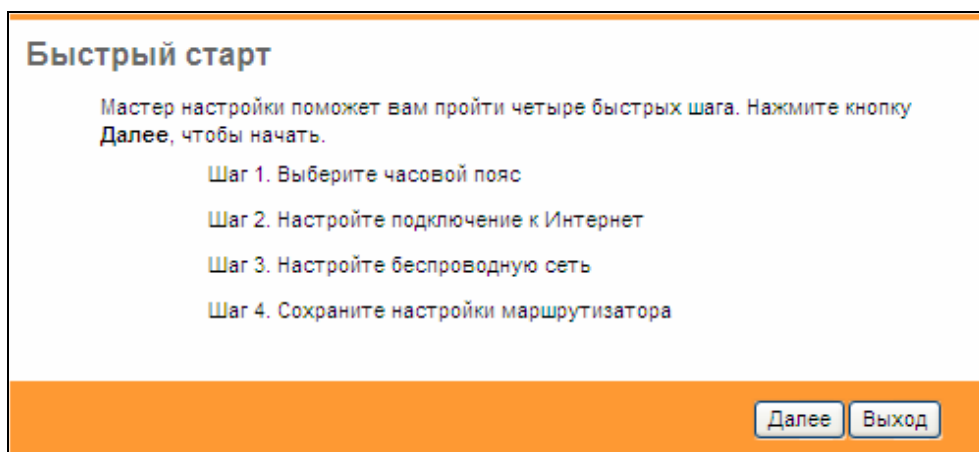 Быстрый старт
Мастер настройки поможет вам пройти четыре быстрых шага. Нажмите кнопку
Далее, чтобы начать.
Шаг 1. Выберите часовой пояс
Шаг 2. Настройте подключение к Интернет
Шаг 3. Настройте беспроводную сеть
Шаг 4. Сохраните настройки маршрутизатора
Далее Выход